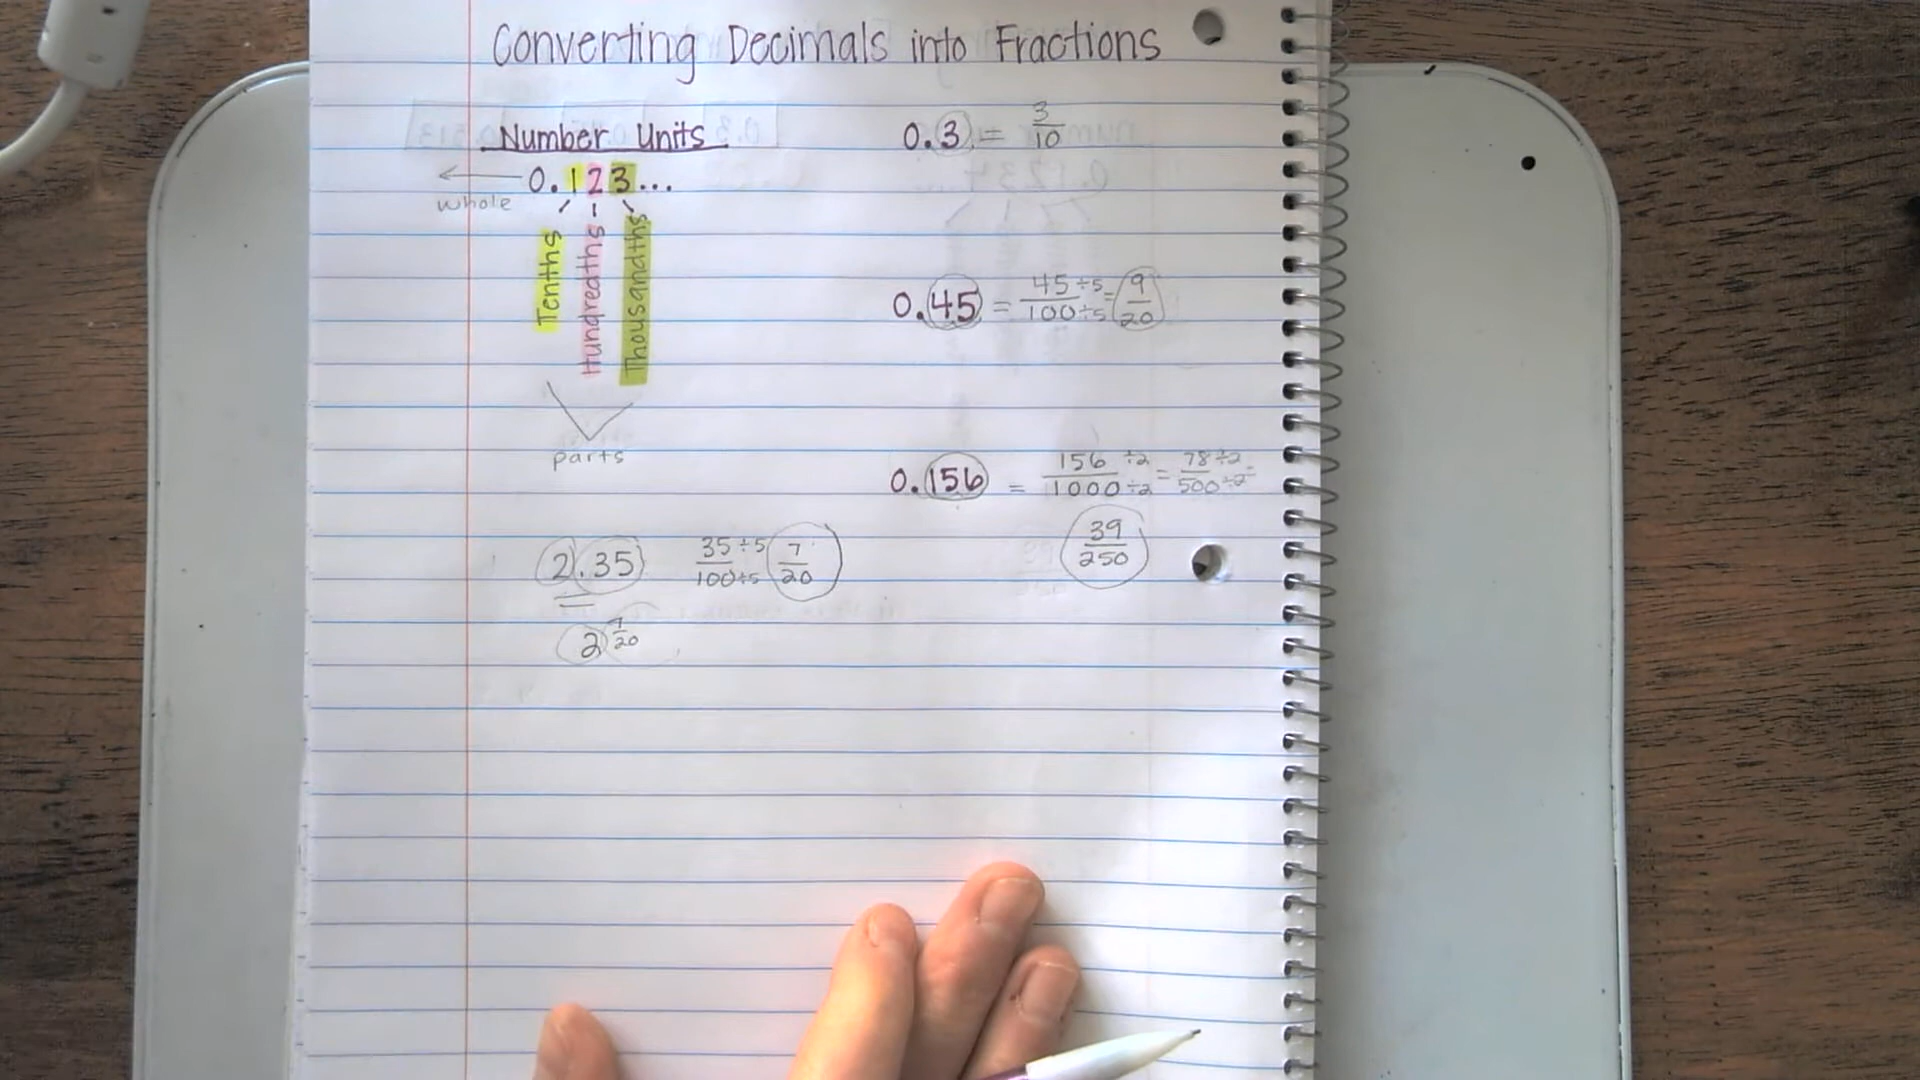 Converting Decimals into Fractions
Number Units
0.123...
whole
Tenths
Hundredths
Thousandths
parts
0.3 = 3/10
0.45 = 45÷5/100÷5 = 9/20
0.156 = 156÷2/1000÷2 = 78÷2/500÷2 =
39/250
2.35 35÷5/100÷5 7/20
2 7/20